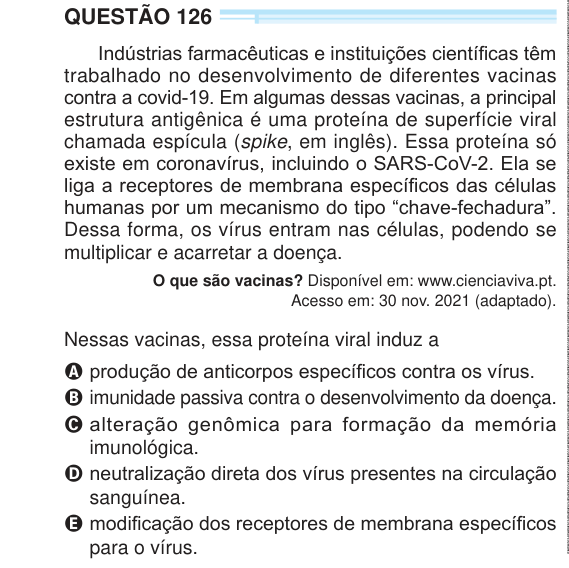 QUESTÃO 126
Indústrias farmacêuticas e instituições científicas têm
trabalhado no desenvolvimento de diferentes vacinas
contra a covid-19. Em algumas dessas vacinas, a principal
estrutura antigênica é uma proteína de superfície viral
chamada espícula (spike, em inglês). Essa proteína só
existe em coronavírus, incluindo o SARS-CoV-2. Ela se
liga a receptores de membrana específicos das células
humanas por um mecanismo do tipo “chave-fechadura”.
Dessa forma, os vírus entram nas células, podendo se
multiplicar e acarretar a doença.
O que são vacinas? Disponível em: www.cienciaviva.pt.
Acesso em: 30 nov. 2021 (adaptado).
Nessas vacinas, essa proteína viral induz a
A produção de anticorpos específicos contra os vírus.
B imunidade passiva contra o desenvolvimento da doença.
C alteração genômica para formação da memória
imunológica.
D neutralização direta dos vírus presentes na circulação
sanguínea.
E modificação dos receptores de membrana específicos
para o vírus.